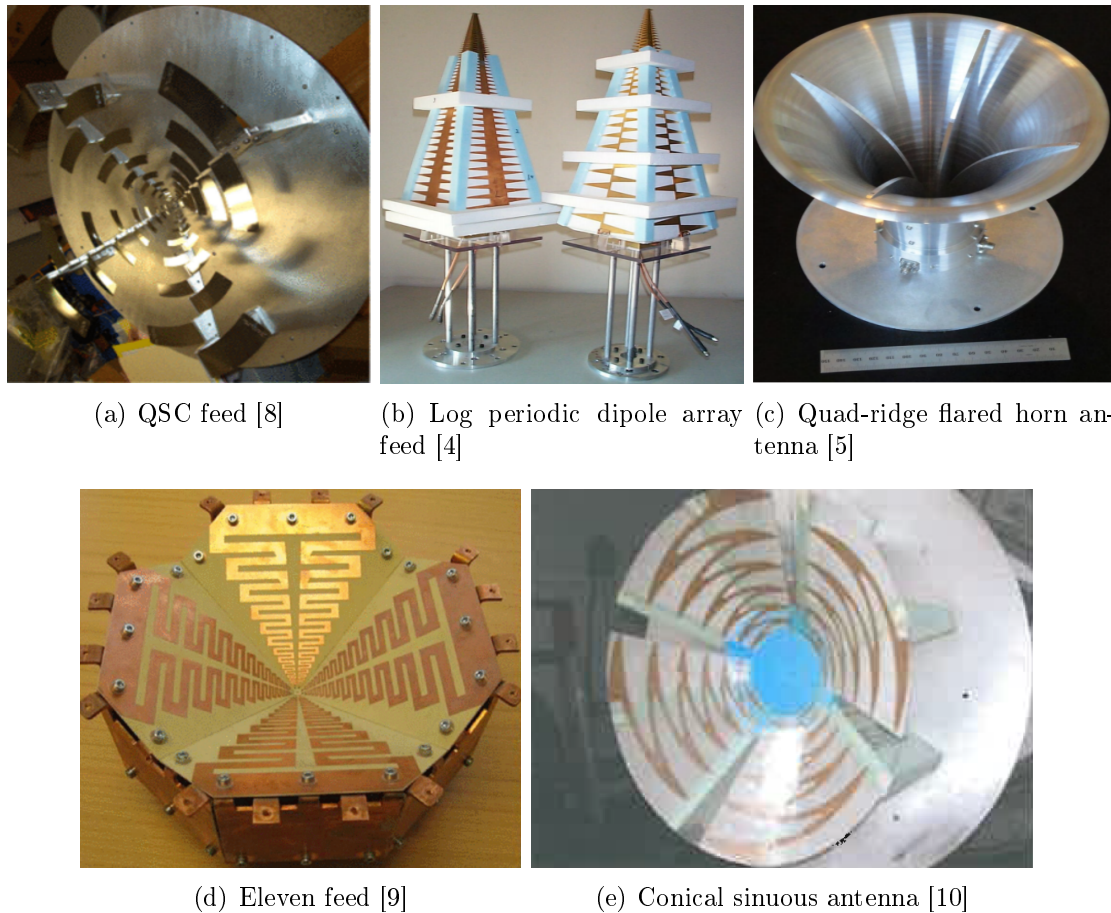 (a) QSC feed [8]
(b) Log periodic dipole array
feed [4]
(c) Quad-ridge flared horn an-
tenna [5]
(d) Eleven feed [9]
(e) Conical sinuous antenna [10]